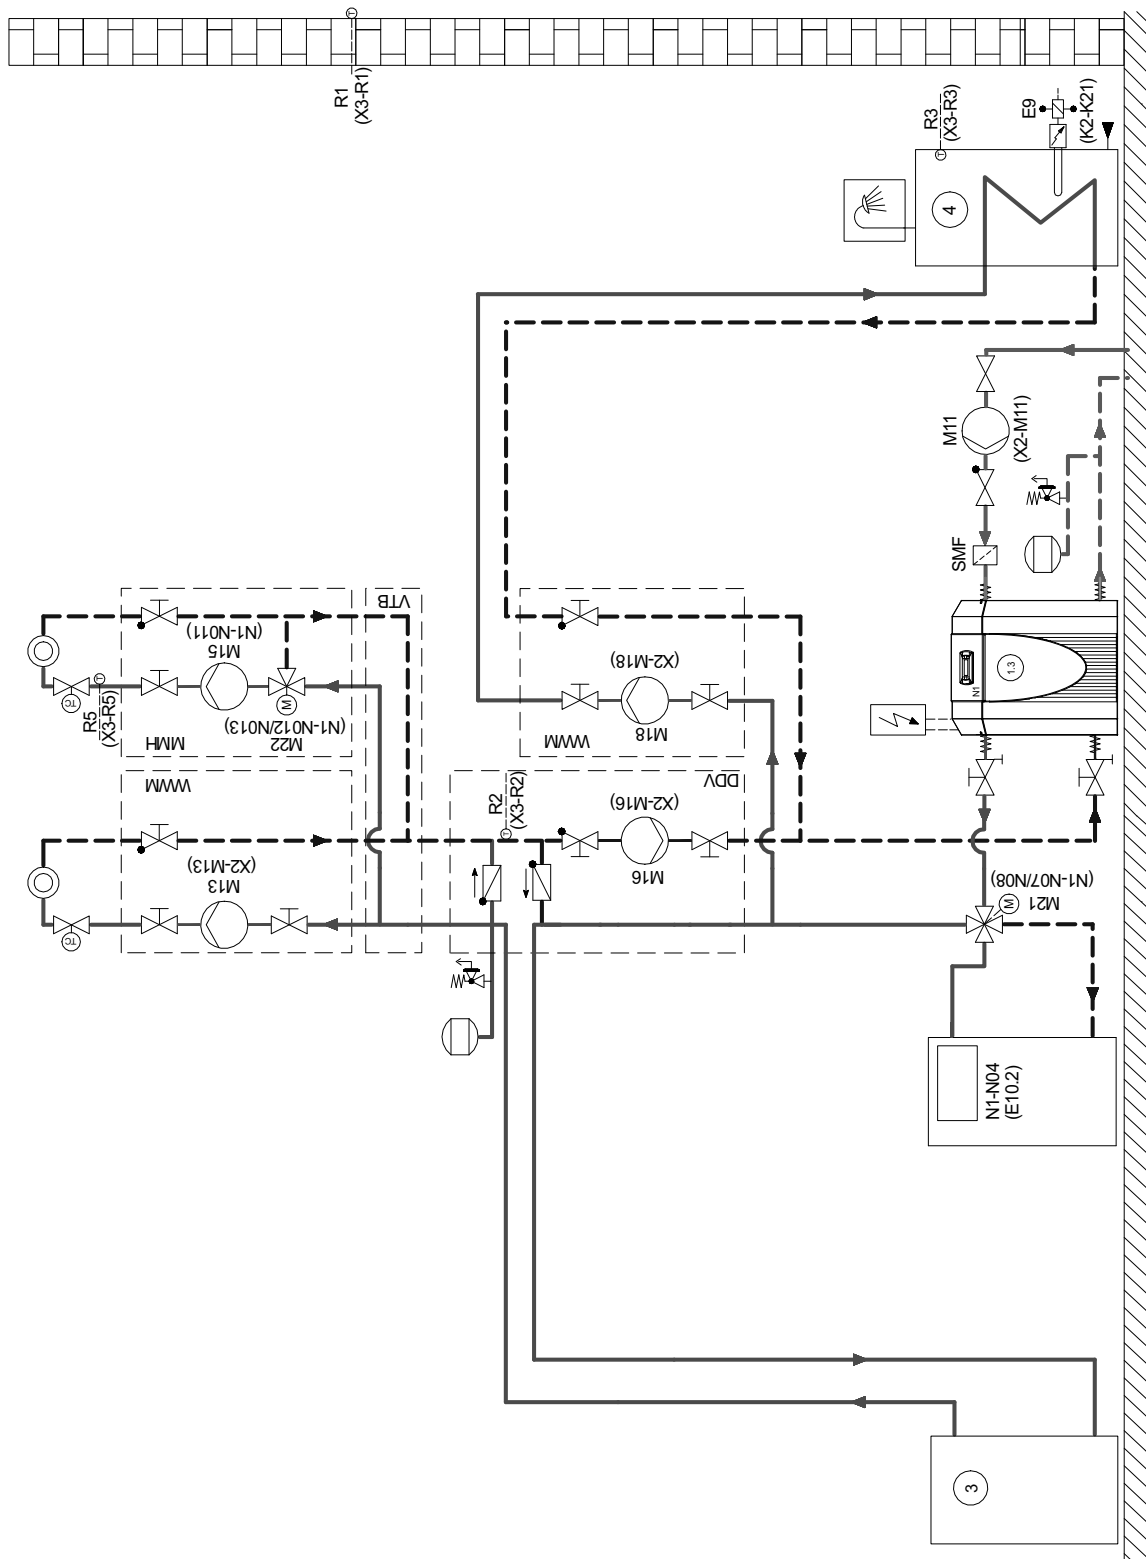 R1
(X3-R1)
T
R3
(X3-R3)
T
E9
(K2-K21)
4
M11
(X2-M11)
SMF
VTB
(N1-N011)
M15
TC
T
R5
(X3-R5)
M
M22
(N1-N012/N013)
MMH
WWM
(X2-M13)
M13
TC
(X2-M18)
M18
WWM
DDV
R2
(X3-R2)
T
(X2-M16)
M16
N1
1.3
M21
(N1-N07/N08)
M
N1-N04
(E10.2)
3